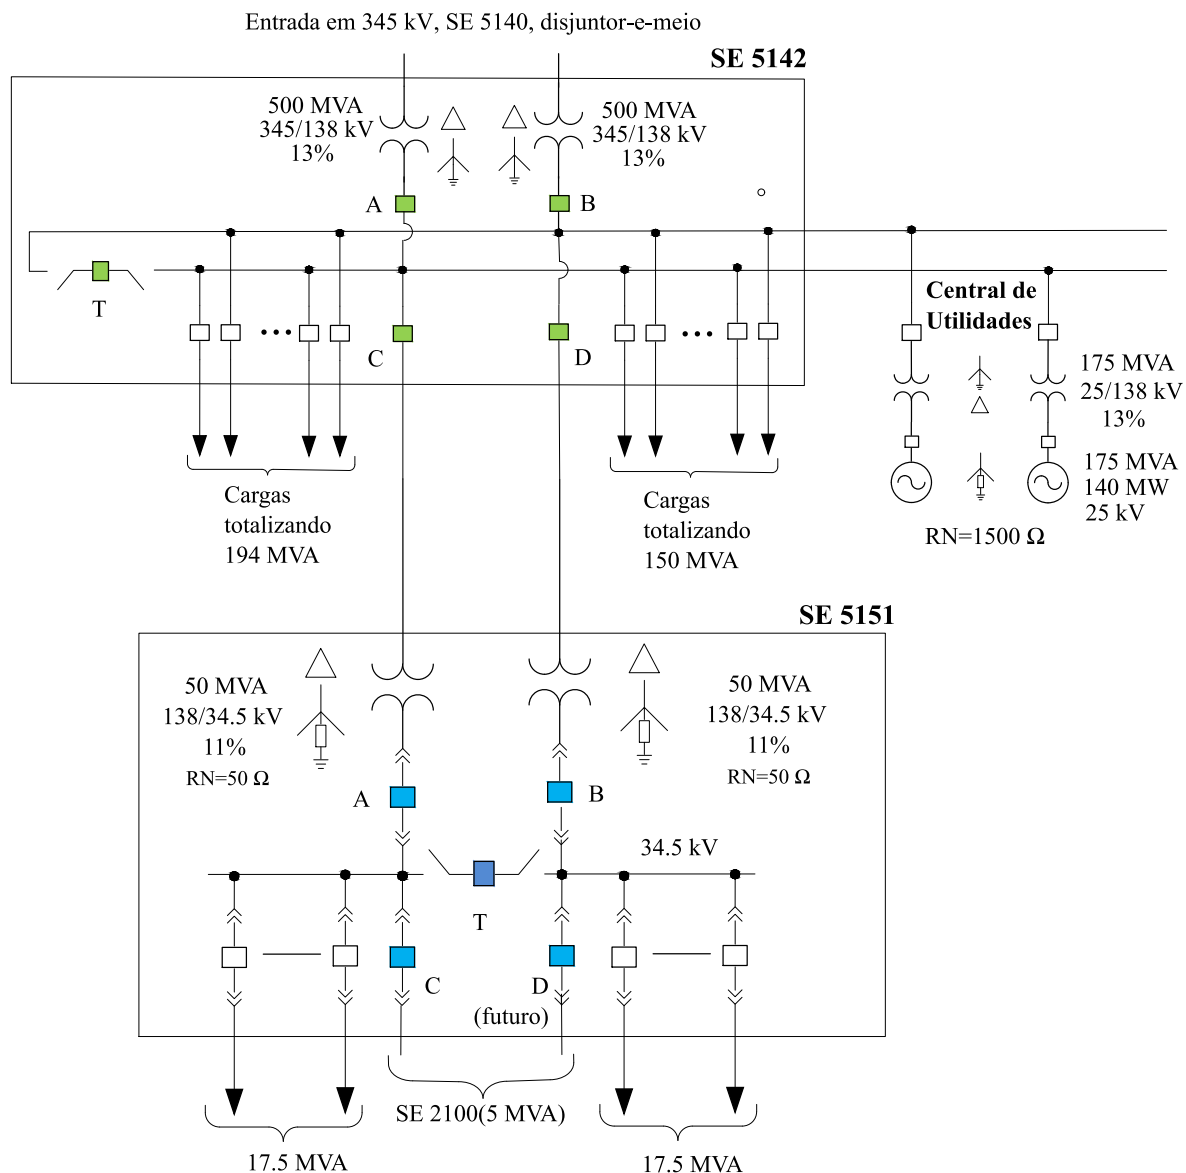 Entrada em 345 kV, SE 5140, disjuntor-e-meio
SE 5142
500 MVA
345/138 kV
13%
500 MVA
345/138 kV
13%
A
B
T
C
D
Central de
Utilidades
175 MVA
25/138 kV
13%
175 MVA
140 MW
25 kV
RN=1500 Ω
Cargas
totalizando
194 MVA
Cargas
totalizando
150 MVA
SE 5151
50 MVA
138/34.5 kV
11%
RN=50 Ω
50 MVA
138/34.5 kV
11%
RN=50 Ω
A
B
34.5 kV
T
C
D
(futuro)
SE 2100(5 MVA)
17.5 MVA
17.5 MVA